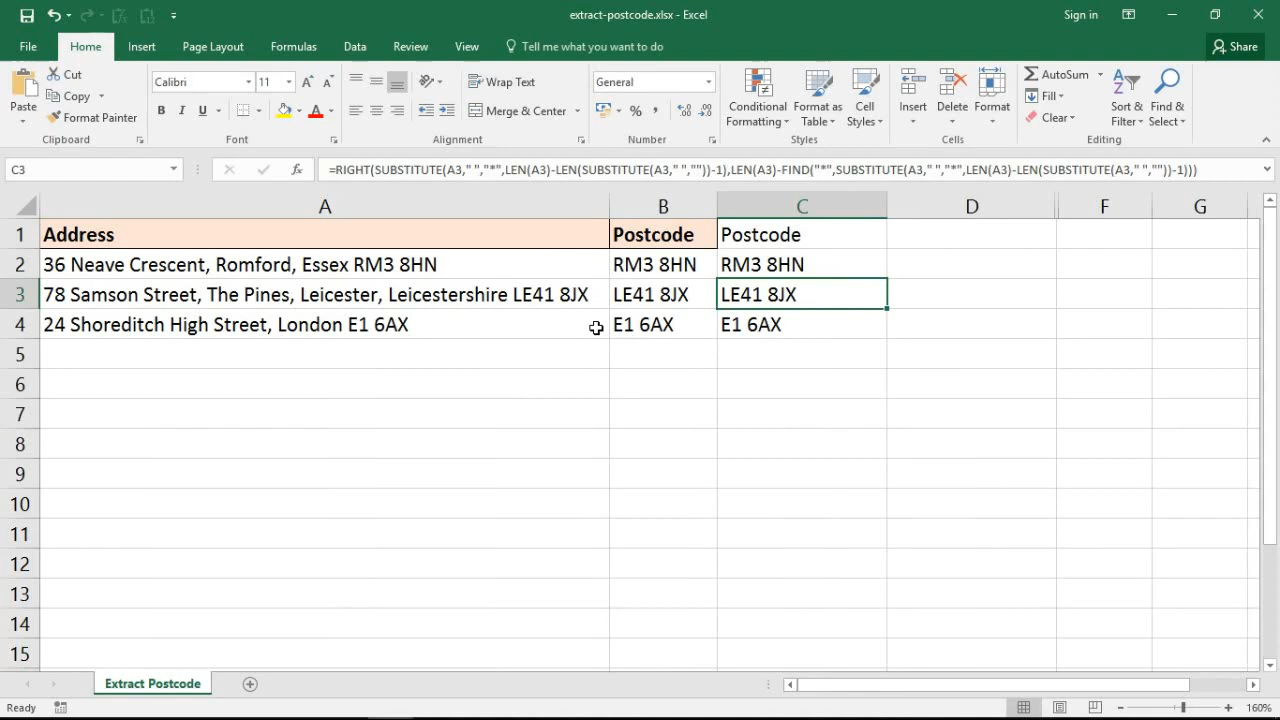 extract-postcode.xlsx - Excel
Sign in
File Home Insert Page Layout Formulas Data Review View Tell me what you want to do Share
Paste
Cut
Copy
Format Painter
Clipboard
Calibri 11
B I U
Font
Wrap Text
Merge & Center
Alignment
General
%
Number
Conditional
Formatting
Format as
Table
Cell
Styles
Styles
Insert
Delete
Format
Cells
AutoSum
Fill
Clear
Sort &
Filter
Find &
Select
Editing
C3 fx =RIGHT(SUBSTITUTE(A3," ","*",LEN(A3)-LEN(SUBSTITUTE(A3," ",""))-1),LEN(A3)-FIND("*",SUBSTITUTE(A3," ","*",LEN(A3)-LEN(SUBSTITUTE(A3," ",""))-1)))
A B C D E F G
1 Address Postcode Postcode
2 36 Neave Crescent, Romford, Essex RM3 8HN RM3 8HN RM3 8HN
3 78 Samson Street, The Pines, Leicester, Leicestershire LE41 8JX LE41 8JX LE41 8JX
4 24 Shoreditch High Street, London E1 6AX E1 6AX E1 6AX
5
6
7
8
9
10
11
12
13
14
15
Extract Postcode
Ready
160%